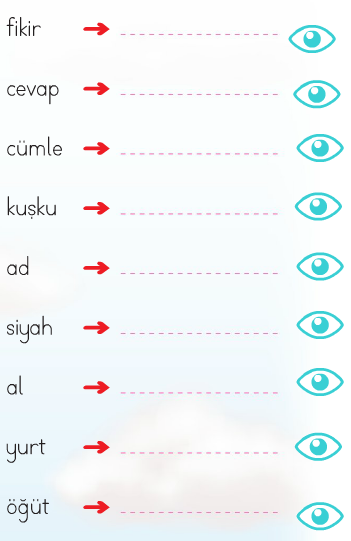 fikir
cevap
cümle
kuşku
ad
siyah
al
yurt
öğüt